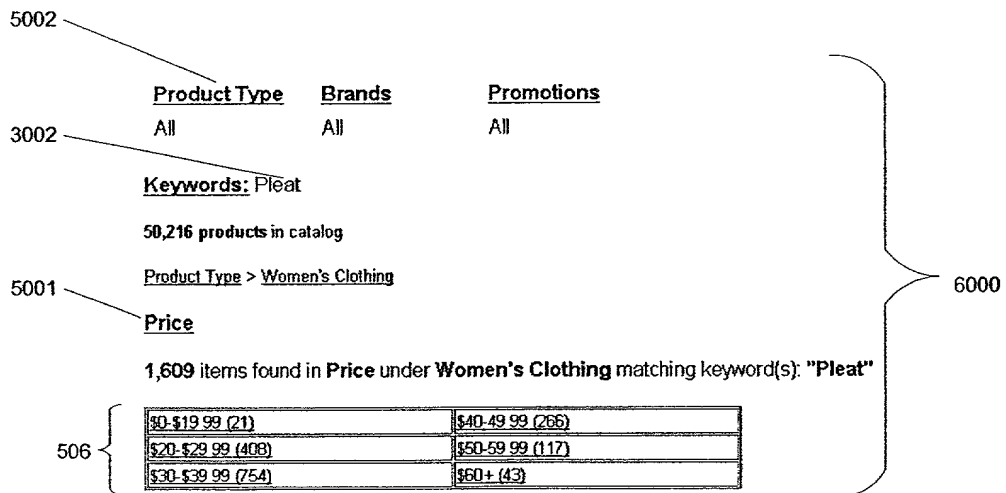 5002
Product Type Brands Promotions
All All All
3002
Keywords: Pleat
50,216 products in catalog
Product Type > Women's Clothing
5001
6000
Price
1,609 items found in Price under Women's Clothing matching keyword(s): "Pleat"
506
$0-$19 99 (21) $40-49 99 (266)
$20-$29 99 (408) $50-59 99 (117)
$30-$39 99 (754) $60+ (43)